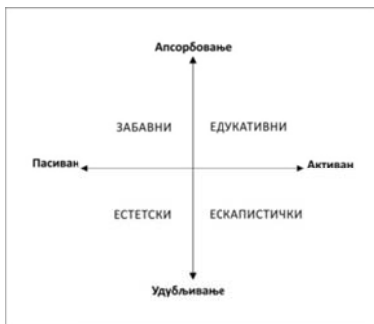 Апсорбовање
ЗАБАВНИ ЕДУКАТИВНИ
Пасиван Активан
ЕСТЕТСКИ ЕСКАПИСТИЧКИ
Удубљивање